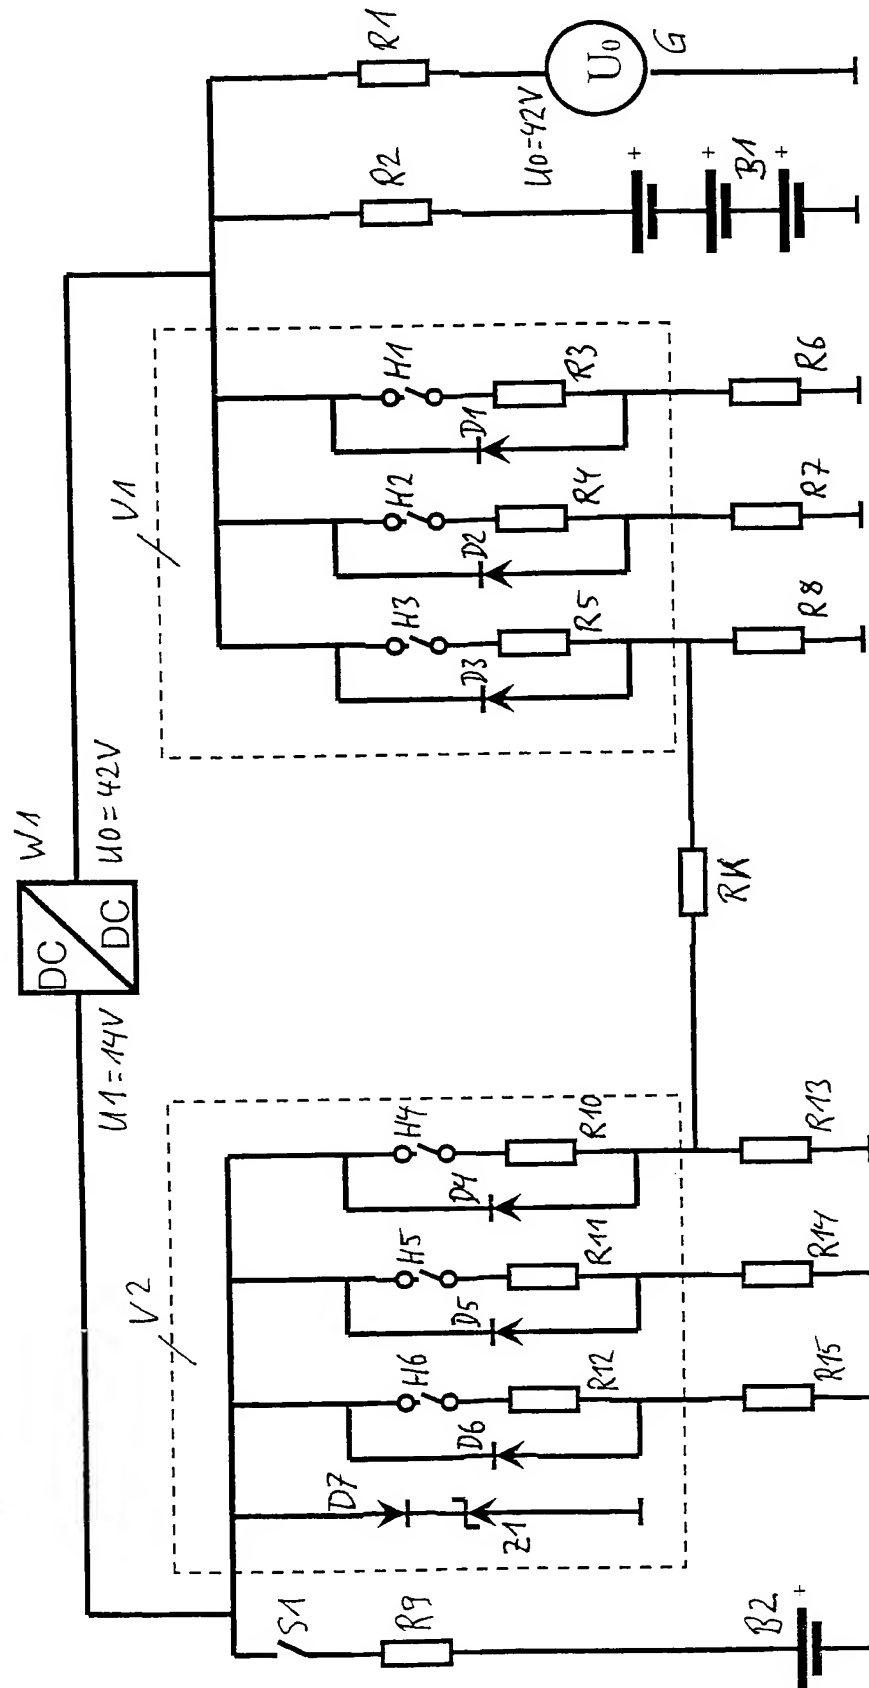 W1
DC
DC
U1=14V
U0=42V
V2
V1
S1
R9
B2
+
D7
Z1
D6
H6
R12
R15
D5
H5
R11
R14
D4
H4
R10
R13
RK
D3
H3
R5
R8
D2
H2
R4
R7
D1
H1
R3
R6
R2
+
+
B1
+
R1
U0=42V
U₀
G